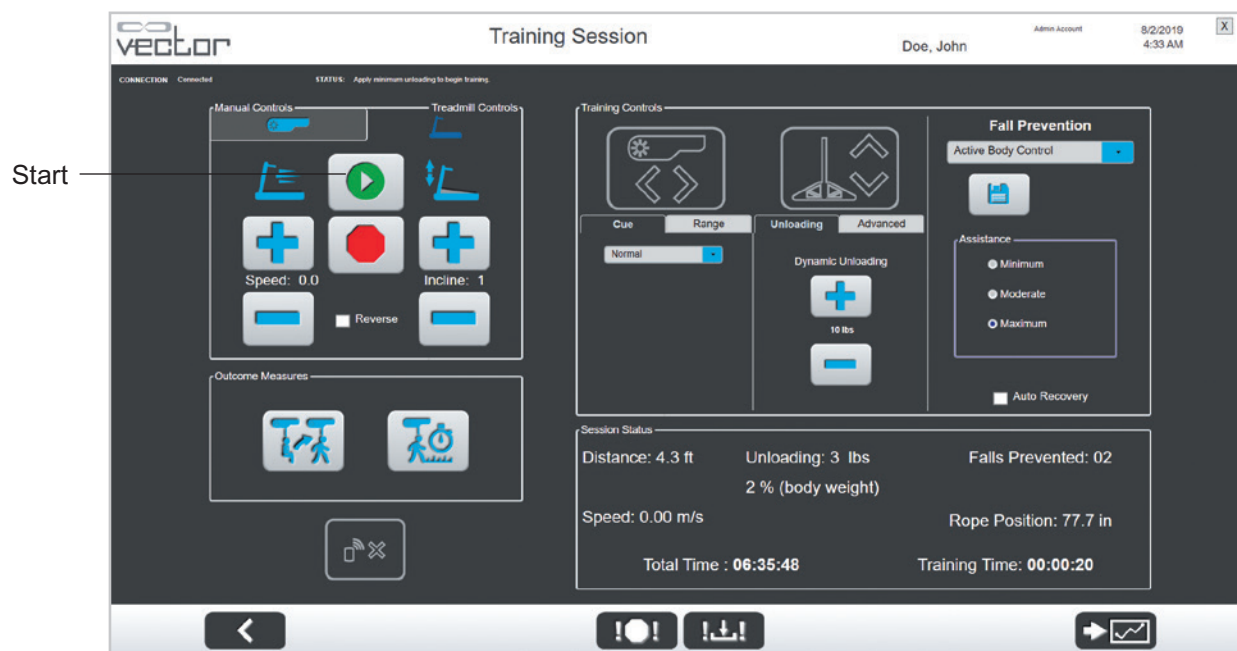 vector
Training Session
Doe, John
Admin Account
8/2/2019
4:33 AM
X
CONNECTION Connected
STATUS: Apply minimum unloading to begin training.
Start
Manual Controls
Treadmill Controls
Speed: 0.0
Incline: 1
Reverse
Outcome Measures
Training Controls
Cue
Range
Normal
Unloading
Advanced
Dynamic Unloading
10 lbs
Fall Prevention
Active Body Control
Assistance
Minimum
Moderate
Maximum
Auto Recovery
Session Status
Distance: 4.3 ft
Unloading: 3 lbs
Falls Prevented: 02
2 % (body weight)
Speed: 0.00 m/s
Rope Position: 77.7 in
Total Time : 06:35:48
Training Time: 00:00:20